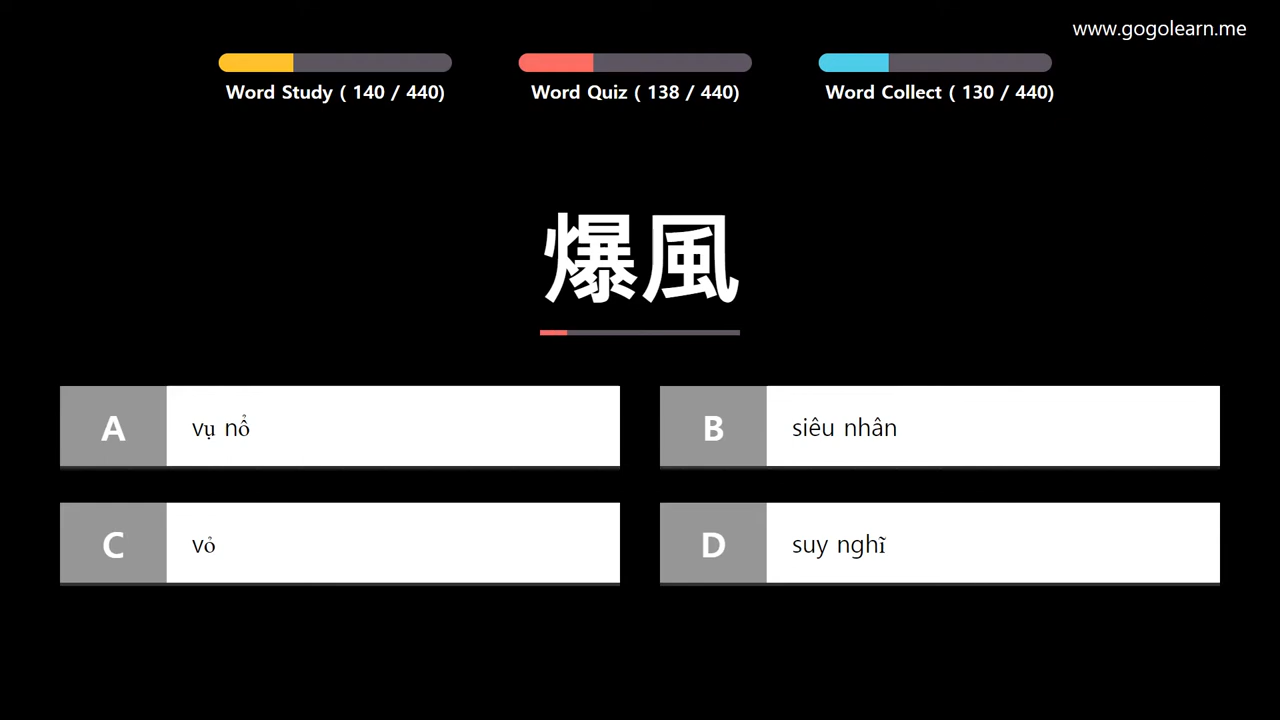 www.gogolearn.me
Word Study ( 140 / 440)
Word Quiz ( 138 / 440)
Word Collect ( 130 / 440)
爆風
A vụ nổ
B siêu nhân
C vỏ
D suy nghĩ